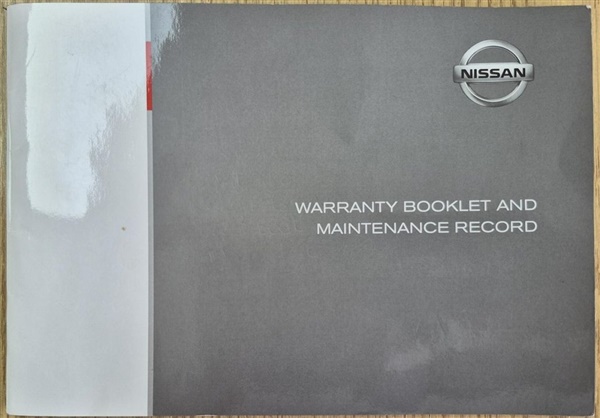 NISSAN
WARRANTY BOOKLET AND
MAINTENANCE RECORD